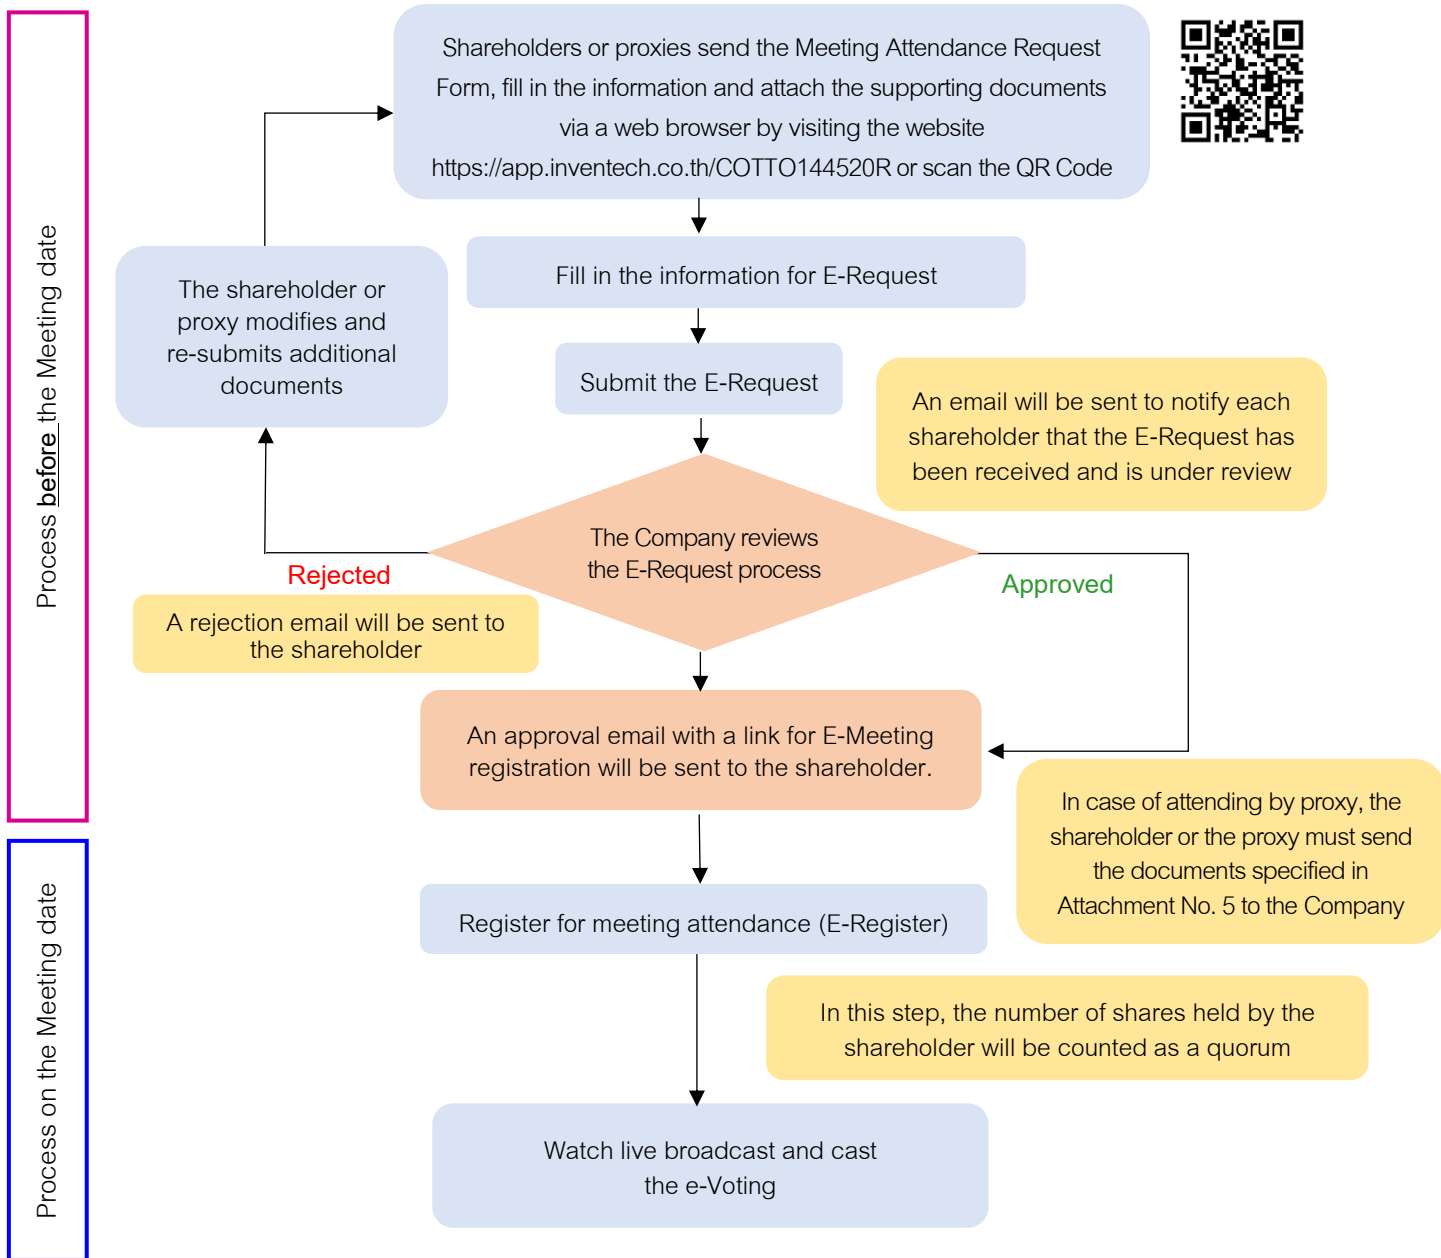 Process before the Meeting date
Shareholders or proxies send the Meeting Attendance Request
Form, fill in the information and attach the supporting documents
via a web browser by visiting the website
https://app.inventech.co.th/COTTO144520R or scan the QR Code
Fill in the information for E-Request
The shareholder or
proxy modifies and
re-submits additional
documents
Submit the E-Request
An email will be sent to notify each
shareholder that the E-Request has
been received and is under review
The Company reviews
the E-Request process
Rejected
Approved
A rejection email will be sent to
the shareholder
An approval email with a link for E-Meeting
registration will be sent to the shareholder.
In case of attending by proxy, the
shareholder or the proxy must send
the documents specified in
Attachment No. 5 to the Company
Process on the Meeting date
Register for meeting attendance (E-Register)
In this step, the number of shares held by the
shareholder will be counted as a quorum
Watch live broadcast and cast
the e-Voting